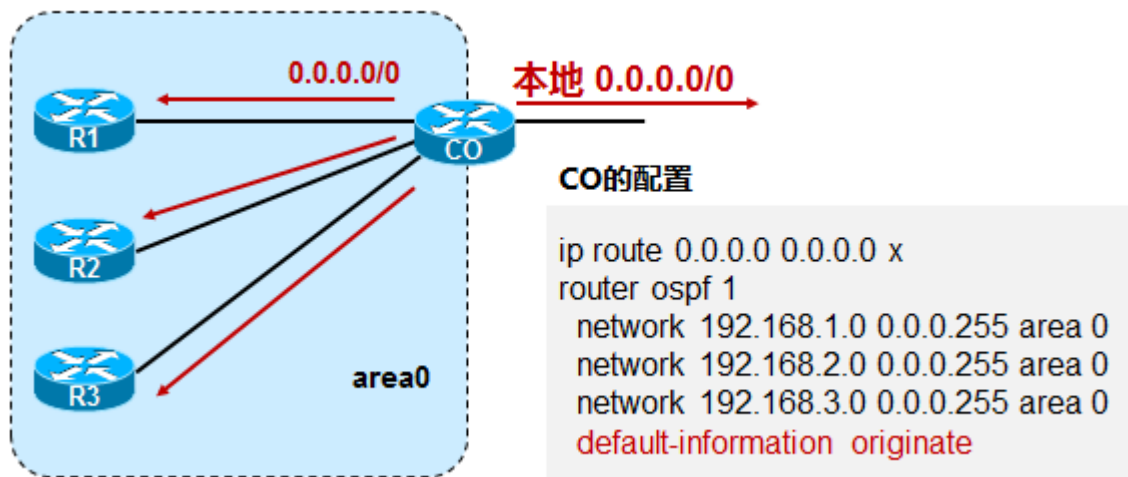 0.0.0.0/0
本地 0.0.0.0/0
R1
CO
R2
R3
area0
CO的配置
ip route 0.0.0.0 0.0.0.0 x
router ospf 1
network 192.168.1.0 0.0.0.255 area 0
network 192.168.2.0 0.0.0.255 area 0
network 192.168.3.0 0.0.0.255 area 0
default-information originate